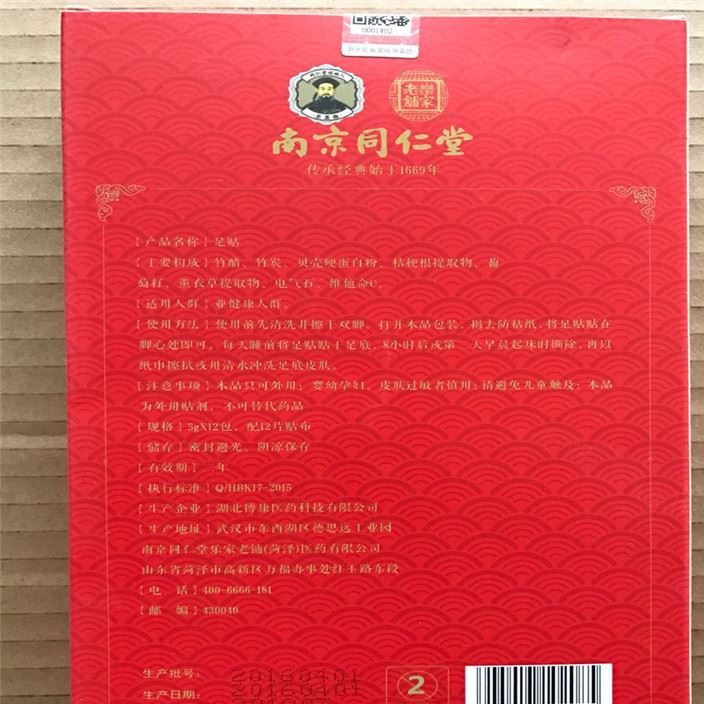 0001402
老樂
舖家
南京同仁堂
传承经典始于1669年
[产品名称]足贴
[主要构成]竹醋、竹炭、贝壳硬蛋白粉、桔梗根提取物、葡
萄籽、薰衣草提取物、电气石、维他命C。
[适用人群]亚健康人群。
[使用方法]使用前先清洗并擦干双脚，打开本品包装，揭去防粘纸，将足贴贴在
脚心处即可。每天睡前将足贴贴于足底，8小时后或第二天早晨起床时撕除，再以
纸巾擦拭或用清水冲洗足底皮肤。
[注意事项]本品只可外用；婴幼孕妇、皮肤过敏者慎用；请避免儿童触及；本品
为外用贴剂，不可替代药品
[规格]5gX12包、配12片贴布
[储存]密封避光、阴凉保存
[有效期]二年
[执行标准]Q/HBK17-2015
[生产企业]湖北博康医药科技有限公司
[生产地址]武汉市东西湖区德思远工业园
南京同仁堂乐家老铺(菏泽)医药有限公司
山东省菏泽市高新区万福办事处红玉路东段
[电 话]400-6666-181
[邮 编]430040
生产批号：20160401
生产日期：20160401
2